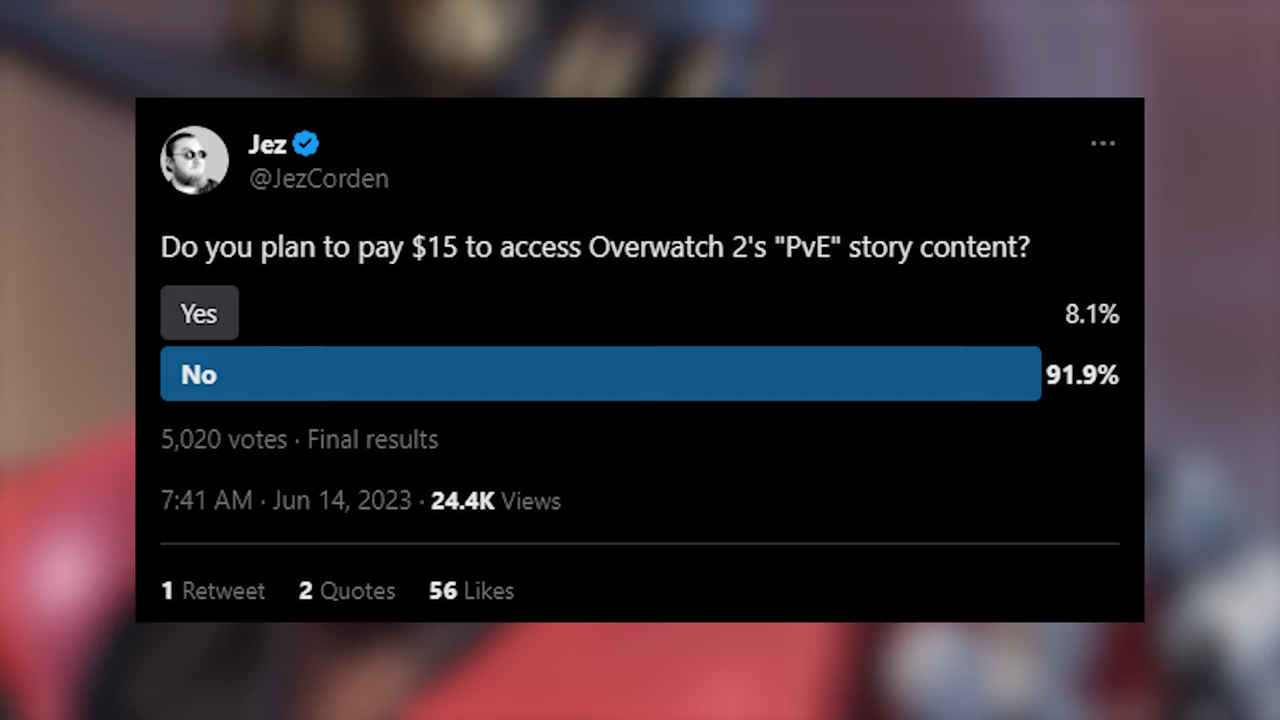 Jez
@JezCorden
Do you plan to pay $15 to access Overwatch 2's "PvE" story content?
Yes 8.1%
No 91.9%
5,020 votes · Final results
7:41 AM · Jun 14, 2023 · 24.4K Views
1 Retweet 2 Quotes 56 Likes